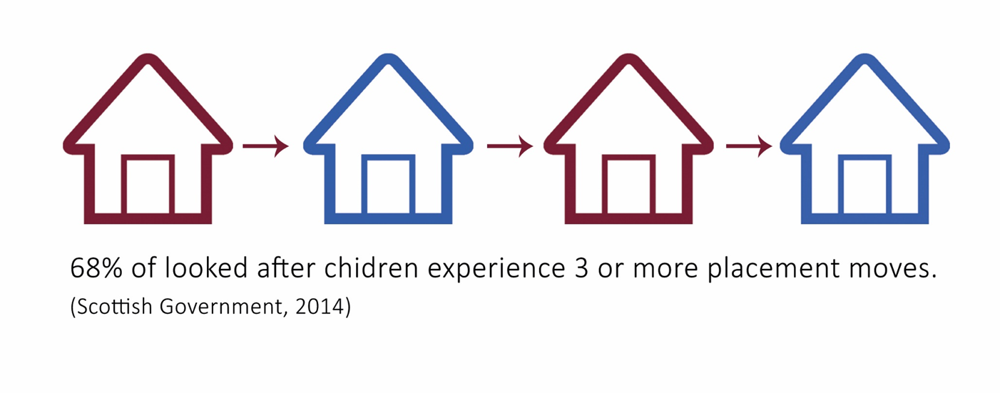 68% of looked after chidren experience 3 or more placement moves.
(Scottish Government, 2014)